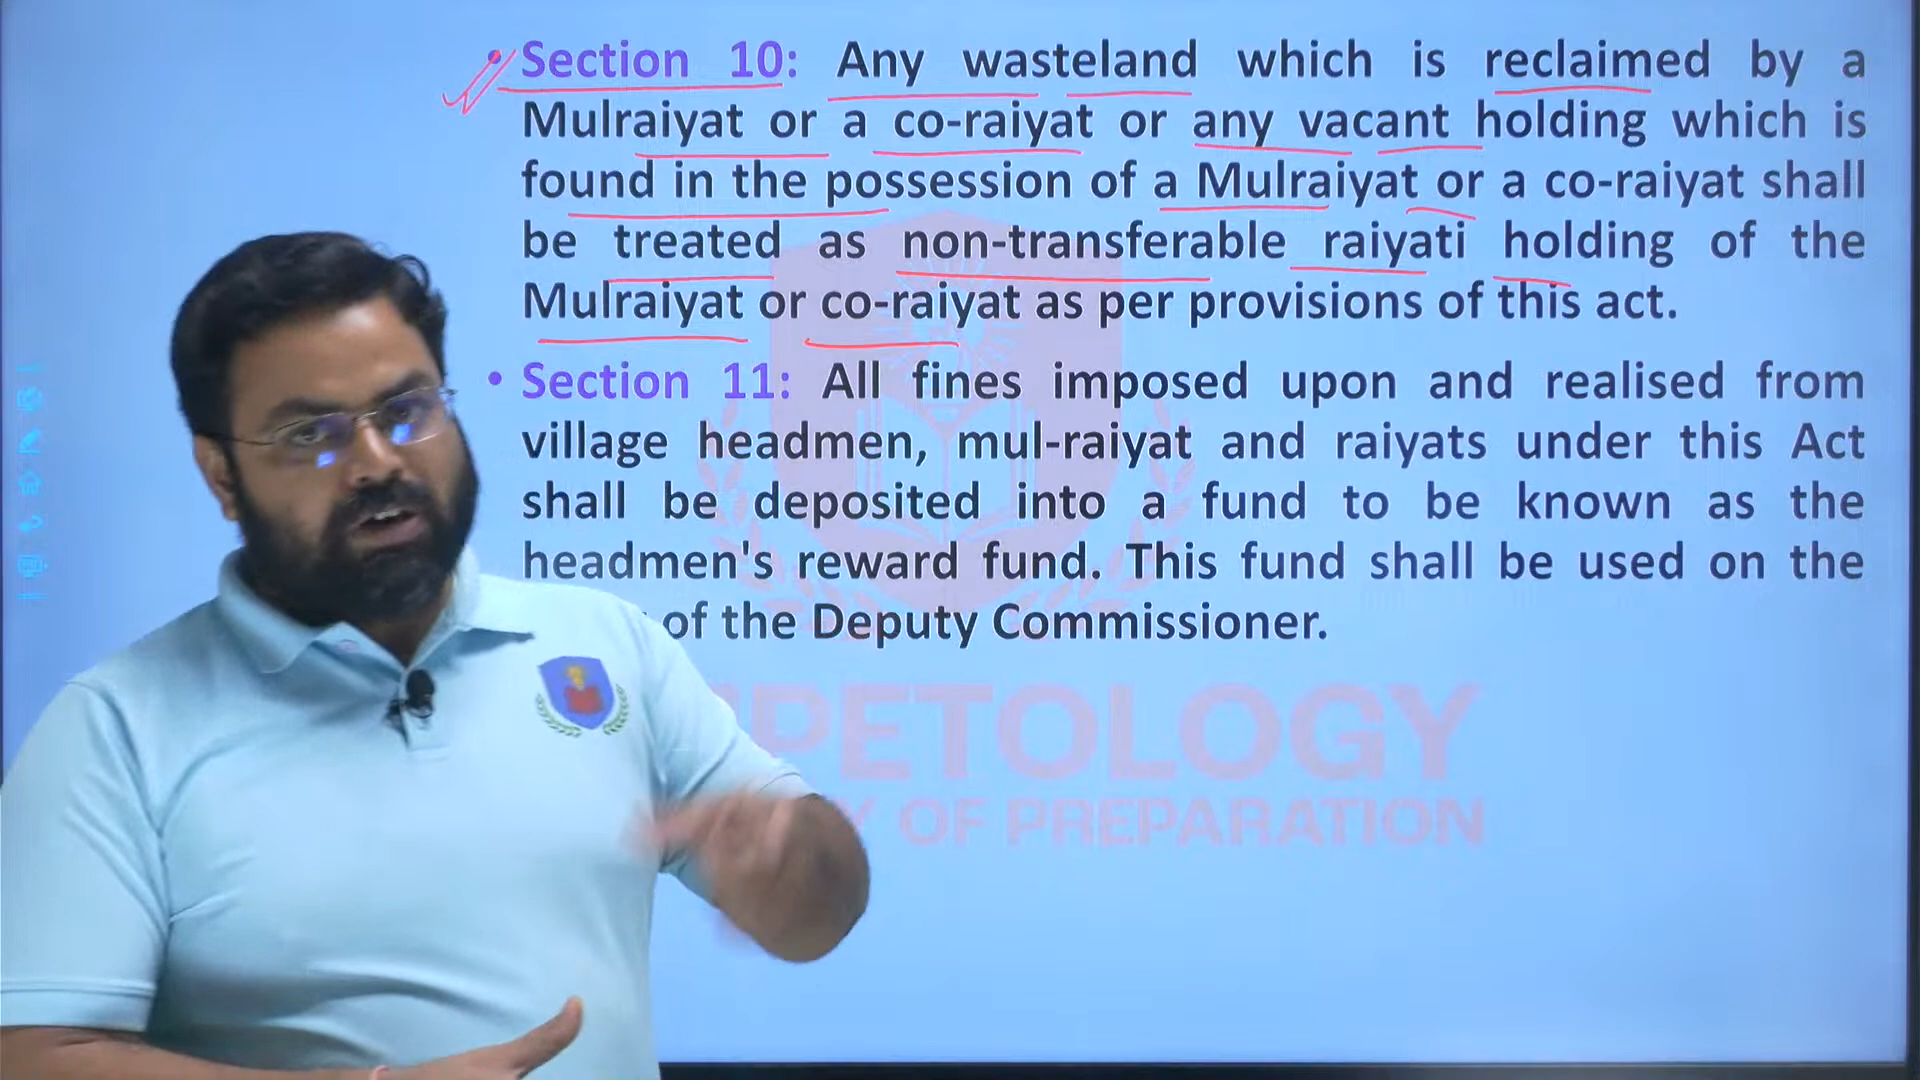 • Section 10: Any wasteland which is reclaimed by a
Mulraiyat or a co-raiyat or any vacant holding which is
found in the possession of a Mulraiyat or a co-raiyat shall
be treated as non-transferable raiyati holding of the
Mulraiyat or co-raiyat as per provisions of this act.
• Section 11: All fines imposed upon and realised from
village headmen, mul-raiyat and raiyats under this Act
shall be deposited into a fund to be known as the
headmen's reward fund. This fund shall be used on the
of the Deputy Commissioner.
PETOLOGY
Y OF PREPARATION